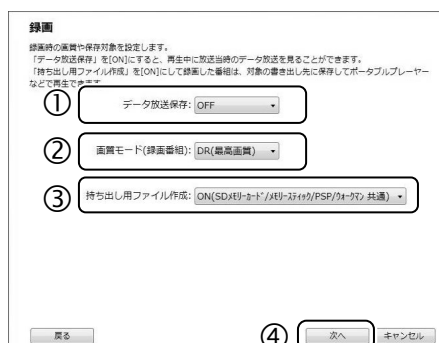 録画
録画時の画質や保存対象を設定します。
「データ放送保存」を[ON]にすると、再生中に放送当時のデータ放送を見ることができます。
「持ち出し用ファイル作成」を[ON]にして録画した番組は、対象の書き出し先に保存してポータブルプレーヤー
などで再生できます。
① データ放送保存: OFF
② 画質モード(録画番組): DR(最高画質)
③ 持ち出し用ファイル作成: ON(SDﾒﾓﾘｰｶｰﾄﾞ/ﾒﾓﾘｰｽﾃｨｯｸ/PSP/ｳｫｰｸﾏﾝ 共通)
戻る ④ 次へ キャンセル